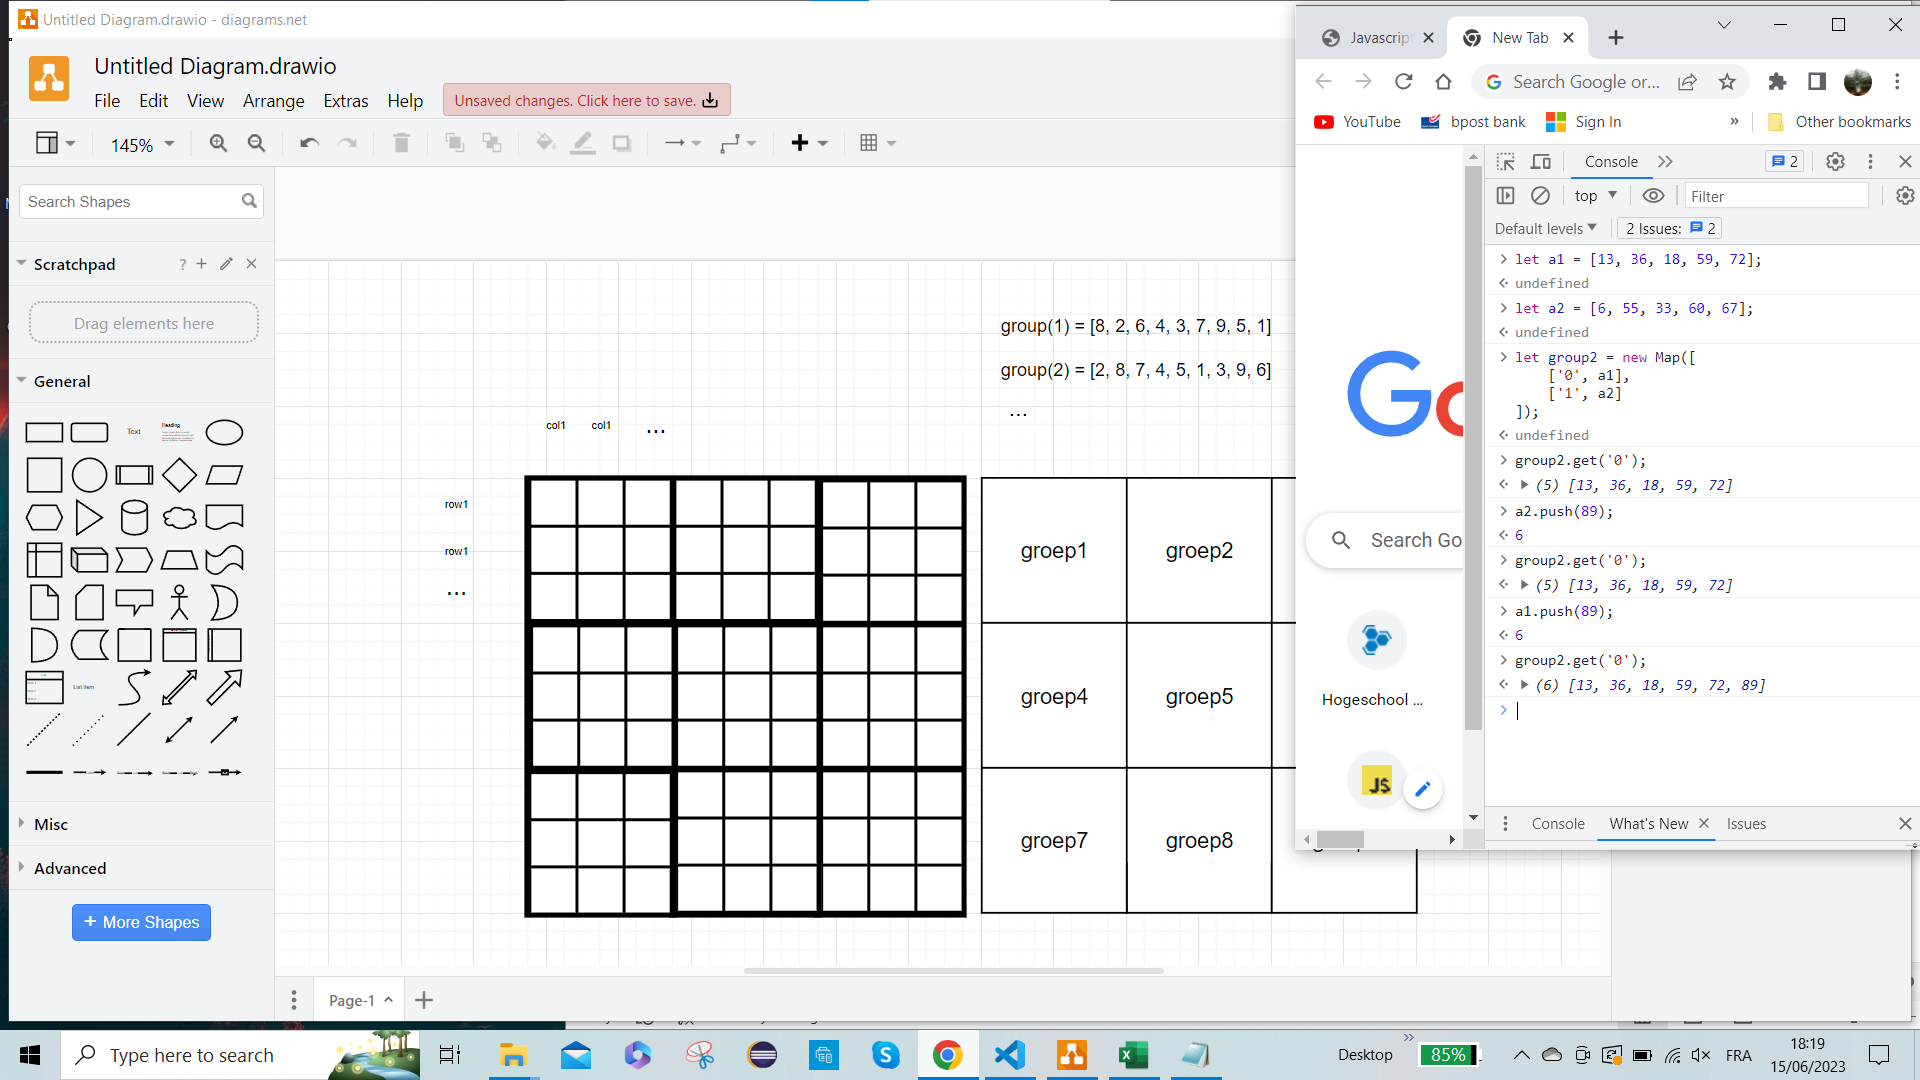 Untitled Diagram.drawio - diagrams.net
Untitled Diagram.drawio
File Edit View Arrange Extras Help
Unsaved changes. Click here to save.
145%
Search Shapes
Scratchpad
?
Drag elements here
General
Text
Heading
List Item
Misc
Advanced
+ More Shapes
group(1) = [8, 2, 6, 4, 3, 7, 9, 5, 1]
group(2) = [2, 8, 7, 4, 5, 1, 3, 9, 6]
...
col1 col1 ...
row1
row1
...
groep1 groep2
groep4 groep5
groep7 groep8
Page-1
Javascrip
New Tab
Search Google or...
YouTube
bpost bank
Sign In
»
Other bookmarks
Go
Search Go
Hogeschool ...
JS
Console
2
top
Filter
Default levels
2 Issues: 2
let a1 = [13, 36, 18, 59, 72];
undefined
let a2 = [6, 55, 33, 60, 67];
undefined
let group2 = new Map([
['0', a1],
['1', a2]
]);
undefined
group2.get('0');
(5) [13, 36, 18, 59, 72]
a2.push(89);
6
group2.get('0');
(5) [13, 36, 18, 59, 72]
a1.push(89);
6
group2.get('0');
(6) [13, 36, 18, 59, 72, 89]
Console What's New Issues
Type here to search
Desktop
»
85%
FRA
18:19
15/06/2023